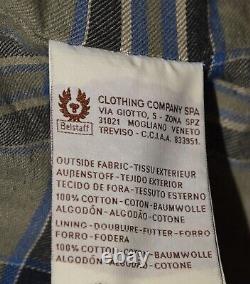 Belstaff
CLOTHING COMPANY SPA
VIA GIOTTO, 5 - ZONA SPZ
31021 MOGLIANO VENETO
TREVISO - C.C.I.A.A. 833951.
OUTSIDE FABRIC-TISSU EXTERIEUR
AUßENSTOFF-TEJIDO EXTERIOR
TECIDO DE FORA-TESUTO ESTERNO
100% COTTON-COTON-BAUMWOLLE
ALGODÓN-ALGODÃO-COTONE
LINING-DOUBLURE-FUTTER-FORRO
FORRO-FODERA
100% COTTON-COTON-BAUMWOLLE
ALGODÓN-ALGODÃO-COTONE